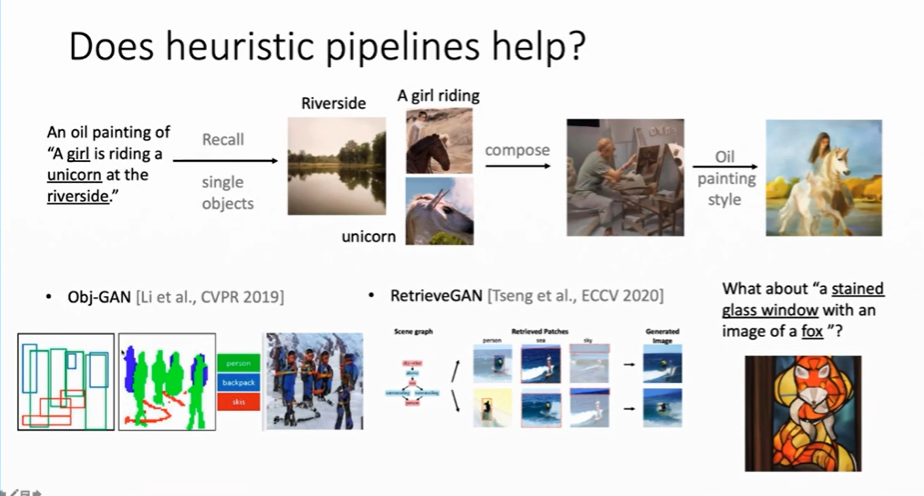 Does heuristic pipelines help?
An oil painting of
“A girl is riding a
unicorn at the
riverside.”
Recall
single
objects
Riverside
A girl riding
unicorn
compose
Oil
painting
style
• Obj-GAN [Li et al., CVPR 2019]
person
backpack
skis
• RetrieveGAN [Tseng et al., ECCV 2020]
Scene graph
Retrieved Patches
person
sea
sky
Generated
Image
What about “a stained
glass window with an
image of a fox ”?